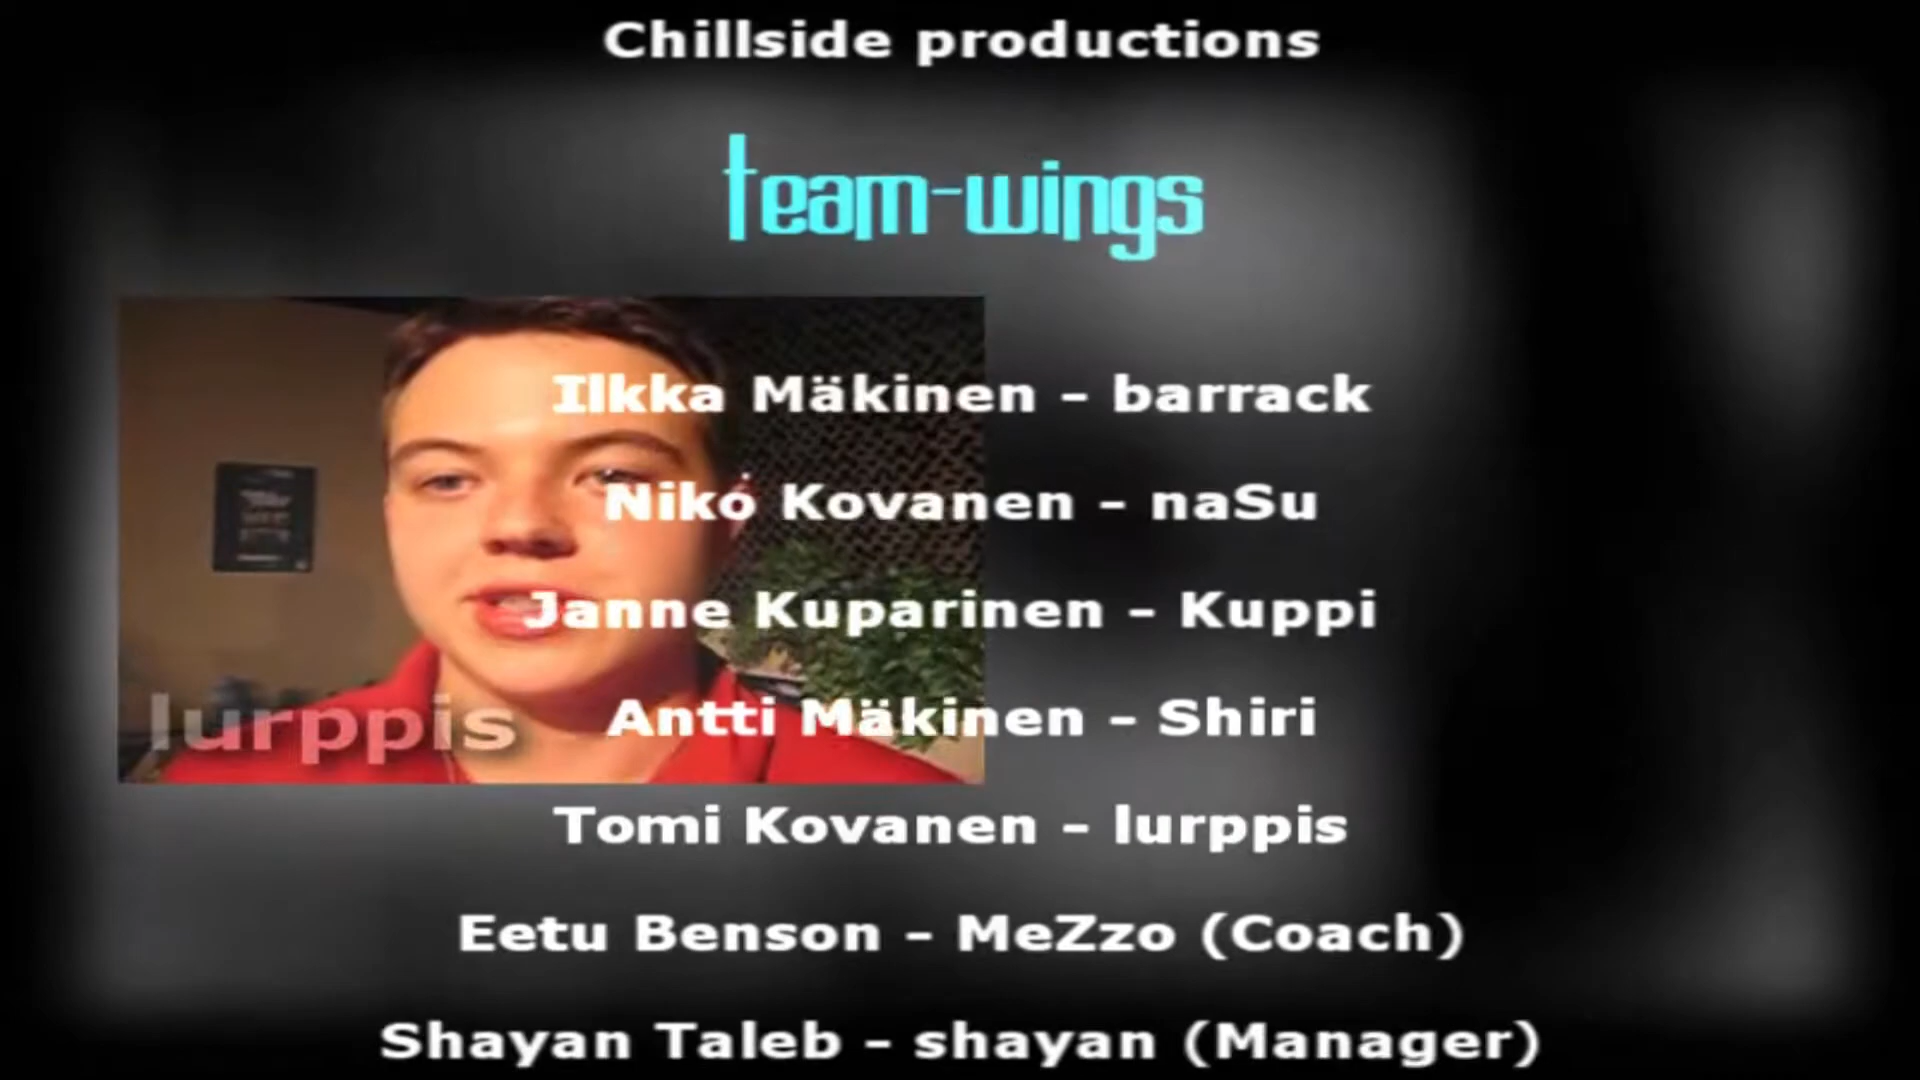 Chillside productions
team-wings
Ilkka Mäkinen – barrack
Niko Kovanen – naSu
Janne Kuparinen – Kuppi
Antti Mäkinen – Shiri
lurppis
Tomi Kovanen – lurppis
Eetu Benson – MeZzo (Coach)
Shayan Taleb – shayan (Manager)